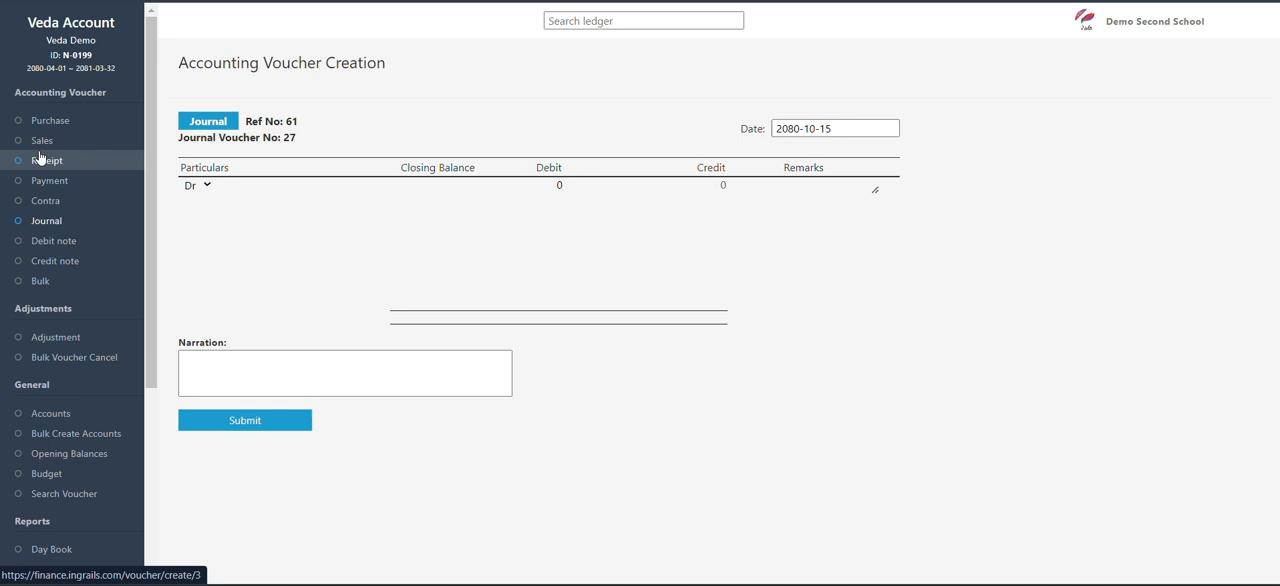 Veda Account
Veda Demo
ID: N-0199
2080-04-01 ~ 2081-03-32
Accounting Voucher
Purchase
Sales
Receipt
Payment
Contra
Journal
Debit note
Credit note
Bulk
Adjustments
Adjustment
Bulk Voucher Cancel
General
Accounts
Bulk Create Accounts
Opening Balances
Budget
Search Voucher
Reports
Day Book
https://finance.ingrails.com/voucher/create/3
Search ledger
Veda
Demo Second School
Accounting Voucher Creation
Journal Ref No: 61
Journal Voucher No: 27
Date: 2080-10-15
Particulars Closing Balance Debit Credit Remarks
Dr 0 0
Narration:
Submit